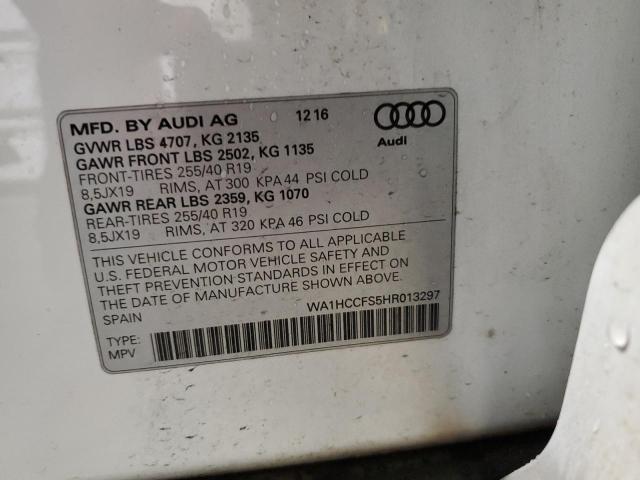 MFD. BY AUDI AG 12 16
Audi
GVWR LBS 4707, KG 2135
GAWR FRONT LBS 2502, KG 1135
FRONT-TIRES 255/40 R19
8,5JX19 RIMS, AT 300 KPA 44 PSI COLD
GAWR REAR LBS 2359, KG 1070
REAR-TIRES 255/40 R19
8,5JX19 RIMS, AT 320 KPA 46 PSI COLD
THIS VEHICLE CONFORMS TO ALL APPLICABLE
U.S. FEDERAL MOTOR VEHICLE SAFETY AND
THEFT PREVENTION STANDARDS IN EFFECT ON
THE DATE OF MANUFACTURE SHOWN ABOVE.
SPAIN
WA1HCCFS5HR013297
TYPE:
MPV